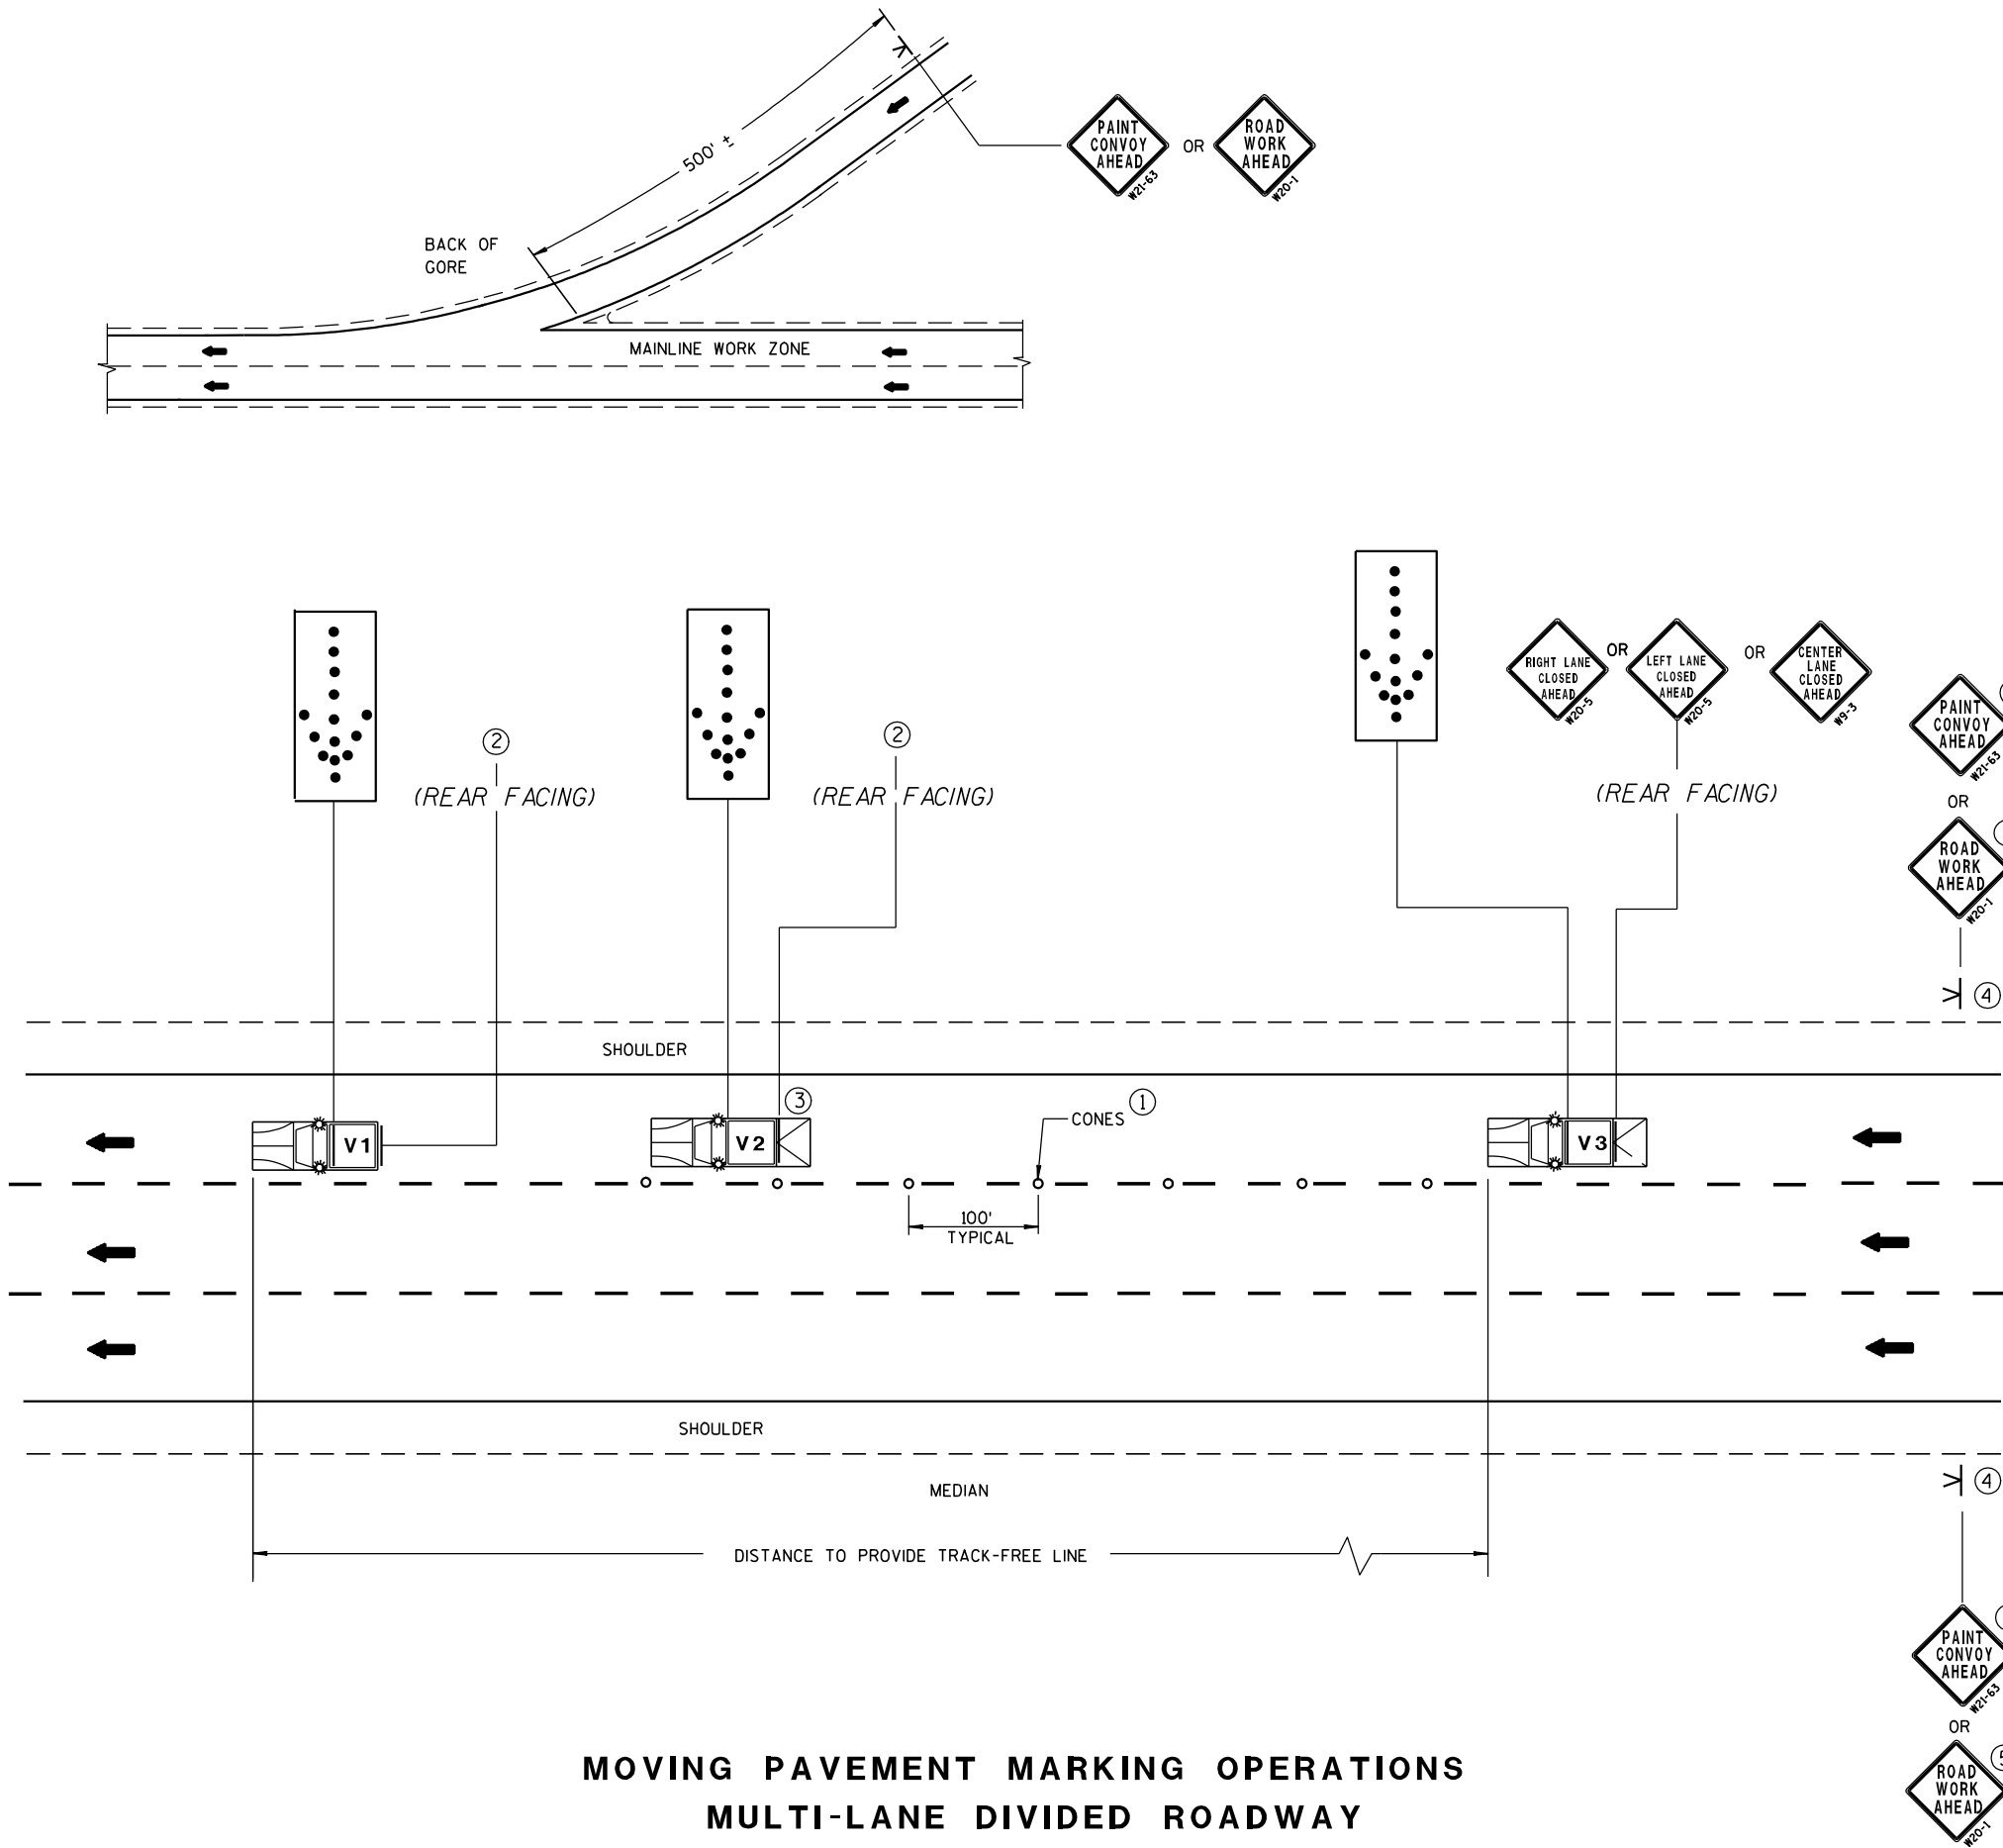 500' ±
PAINT
CONVOY
AHEAD
W21-63
OR
ROAD
WORK
AHEAD
W20-1
BACK OF
GORE
MAINLINE WORK ZONE
RIGHT LANE
CLOSED
AHEAD
W20-5
OR
LEFT LANE
CLOSED
AHEAD
W20-5
OR
CENTER
LANE
CLOSED
AHEAD
W9-3
PAINT
CONVOY
AHEAD
W21-63
OR
ROAD
WORK
AHEAD
W20-1
2
(REAR FACING)
2
(REAR FACING)
(REAR FACING)
4
SHOULDER
V1
V2
3
CONES
1
V3
100'
TYPICAL
SHOULDER
MEDIAN
4
DISTANCE TO PROVIDE TRACK-FREE LINE
PAINT
CONVOY
AHEAD
W21-63
OR
5
ROAD
WORK
AHEAD
W20-1
MOVING PAVEMENT MARKING OPERATIONS
MULTI-LANE DIVIDED ROADWAY